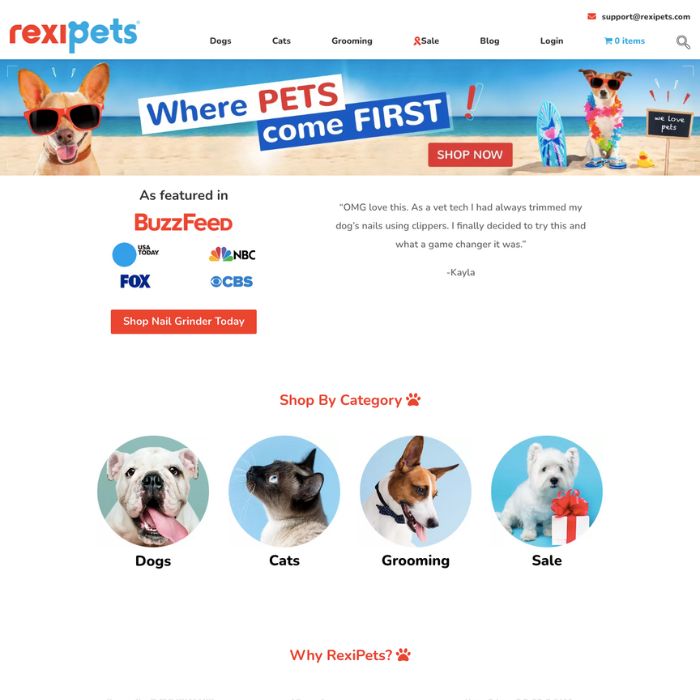 support@rexipets.com
rexipets®
Dogs
Cats
Grooming
Sale
Blog
Login
0 items
Where PETS
come FIRST
!
we love
pets
SHOP NOW
As featured in
BuzzFeed
USA
TODAY
NBC
FOX
CBS
Shop Nail Grinder Today
“OMG love this. As a vet tech I had always trimmed my
dog’s nails using clippers. I finally decided to try this and
what a game changer it was.”
-Kayla
Shop By Category
Dogs
Cats
Grooming
Sale
Why RexiPets?